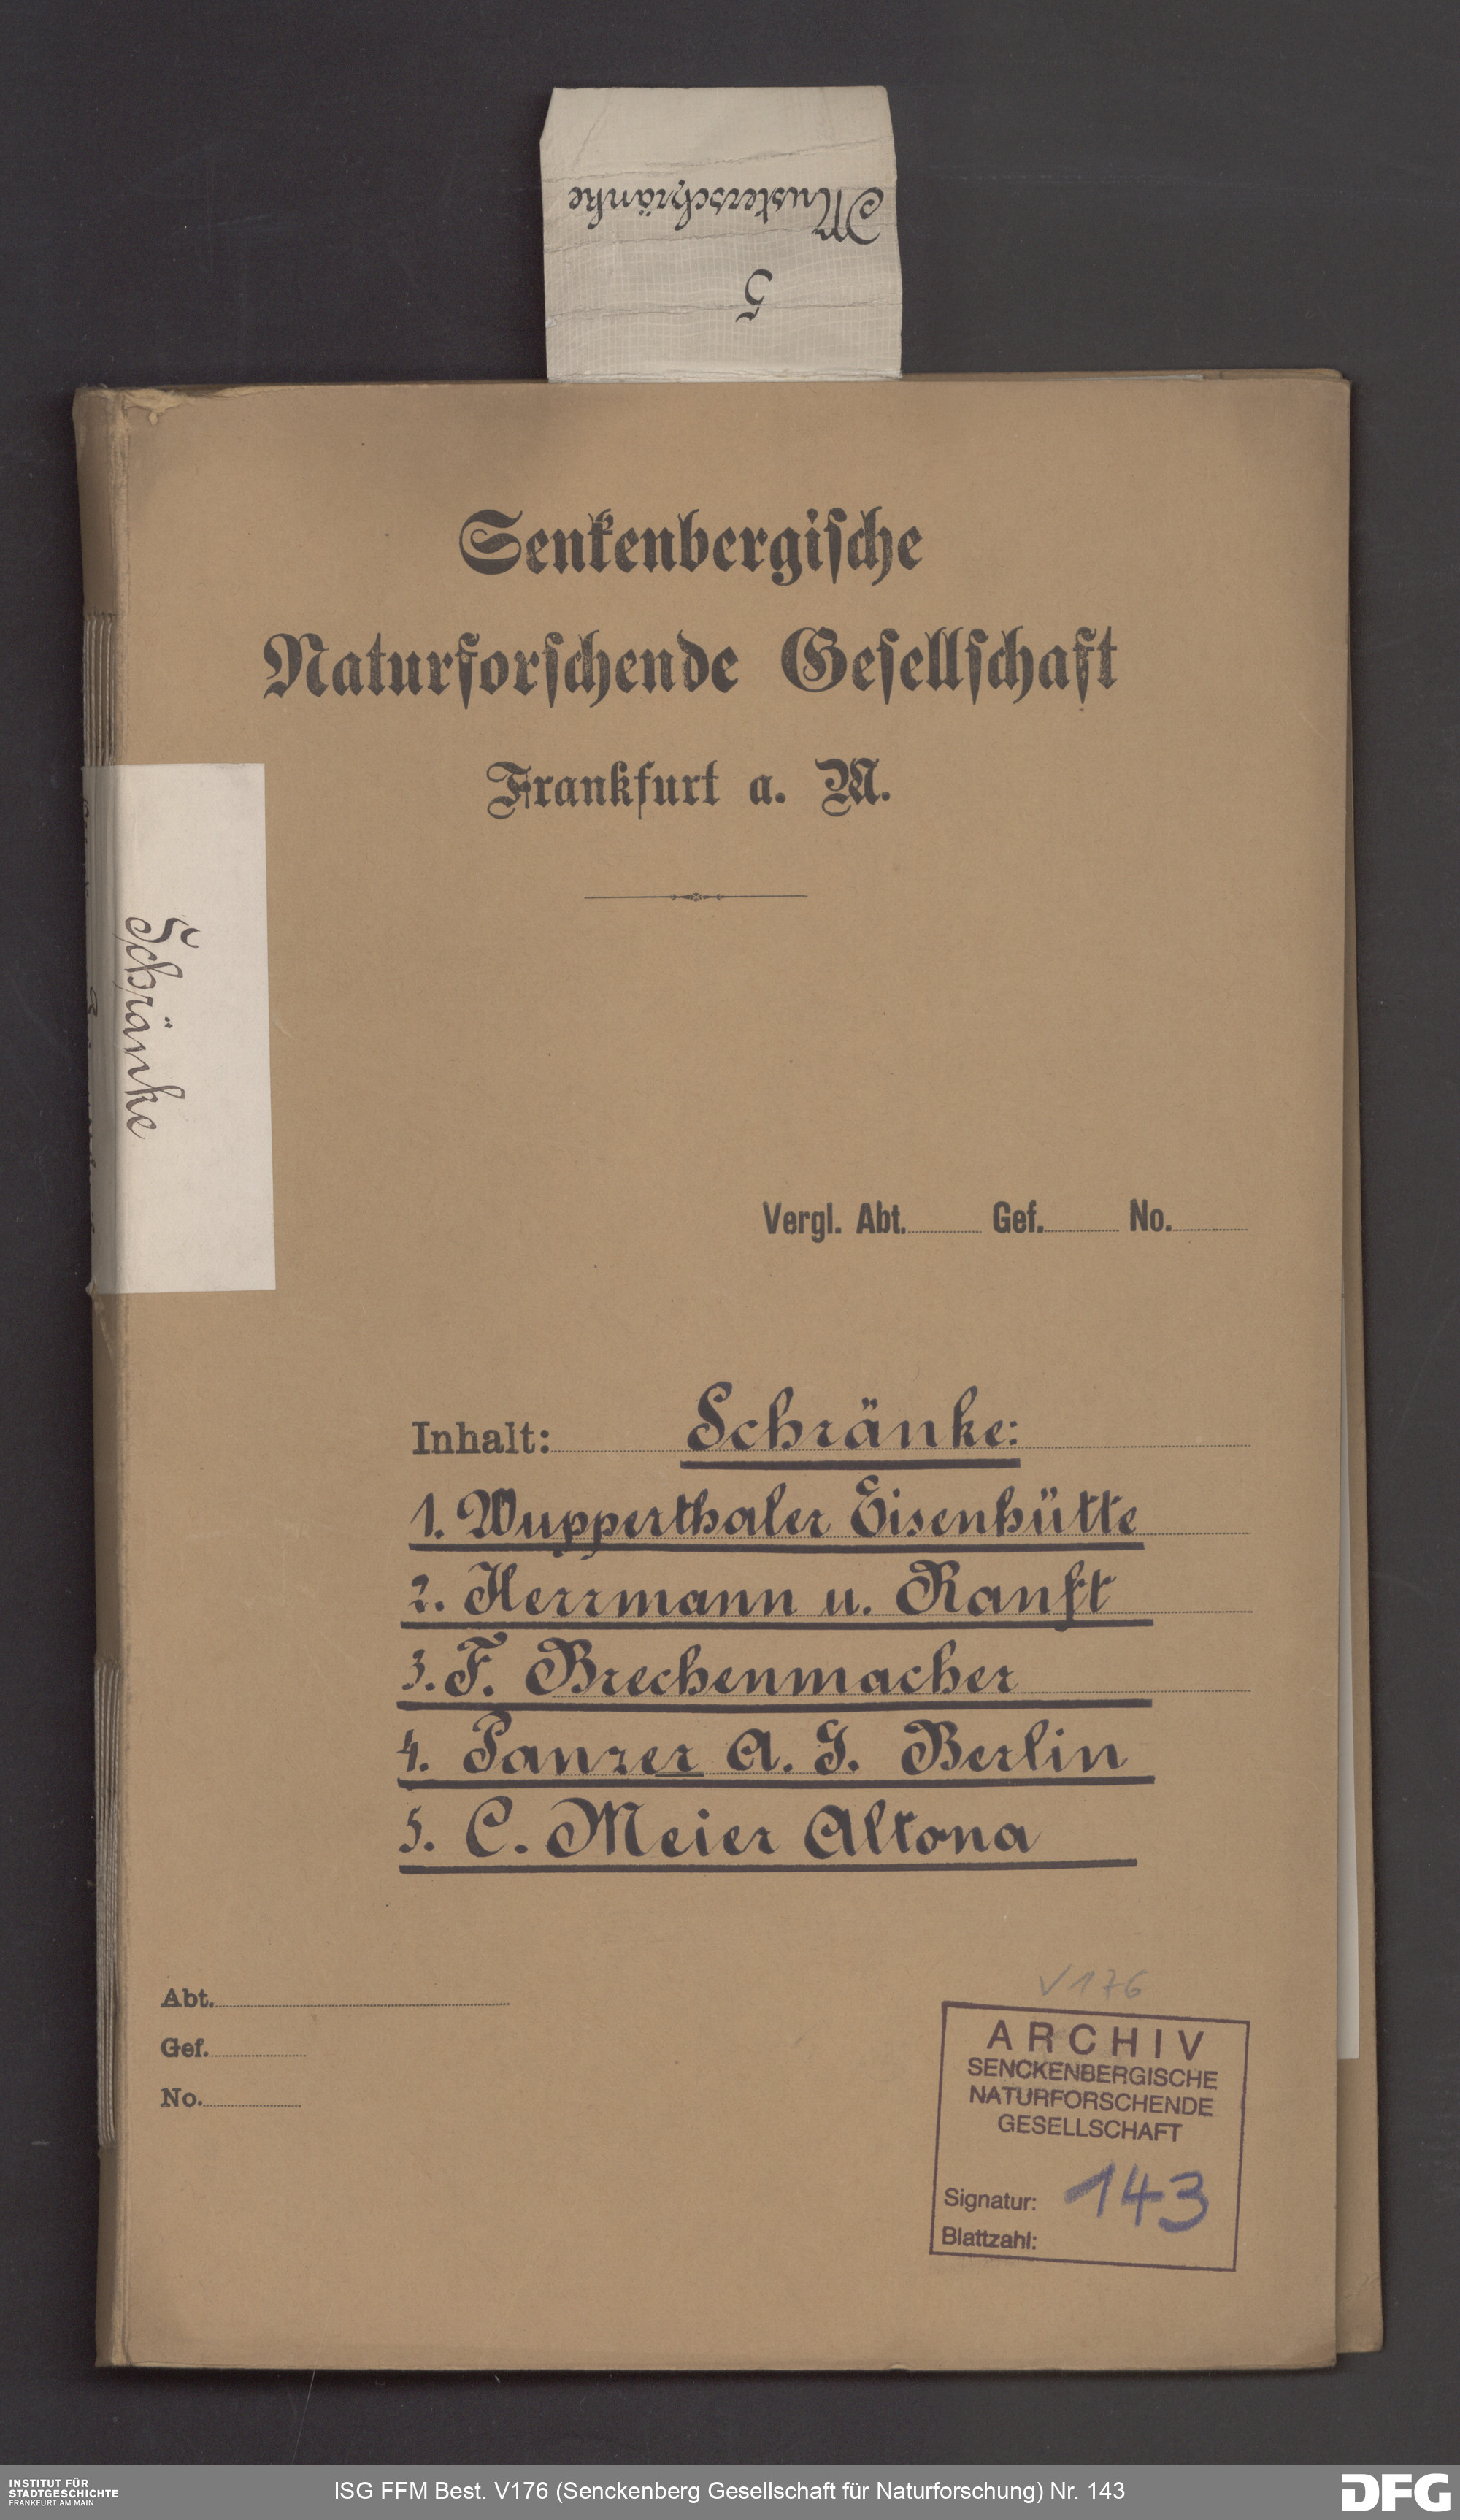 Musterschränke
5
Senkenbergische
Naturforschende Gesellschaft
Frankfurt a. M.
Schränke
Vergl. Abt. Gef. No.
Inhalt: Schränke:
1. Wupperthaler Eisenhütte
2. Herrmann u. Ranft
3. F. Brechenmacher
4. Panzer A. G. Berlin
5. C. Meier Altona
Abt.
Gef.
No.
V176
ARCHIV
SENCKENBERGISCHE
NATURFORSCHENDE
GESELLSCHAFT
Signatur: 143
Blattzahl:
INSTITUT FÜR
STADTGESCHICHTE
FRANKFURT AM MAIN
ISG FFM Best. V176 (Senckenberg Gesellschaft für Naturforschung) Nr. 143
DFG